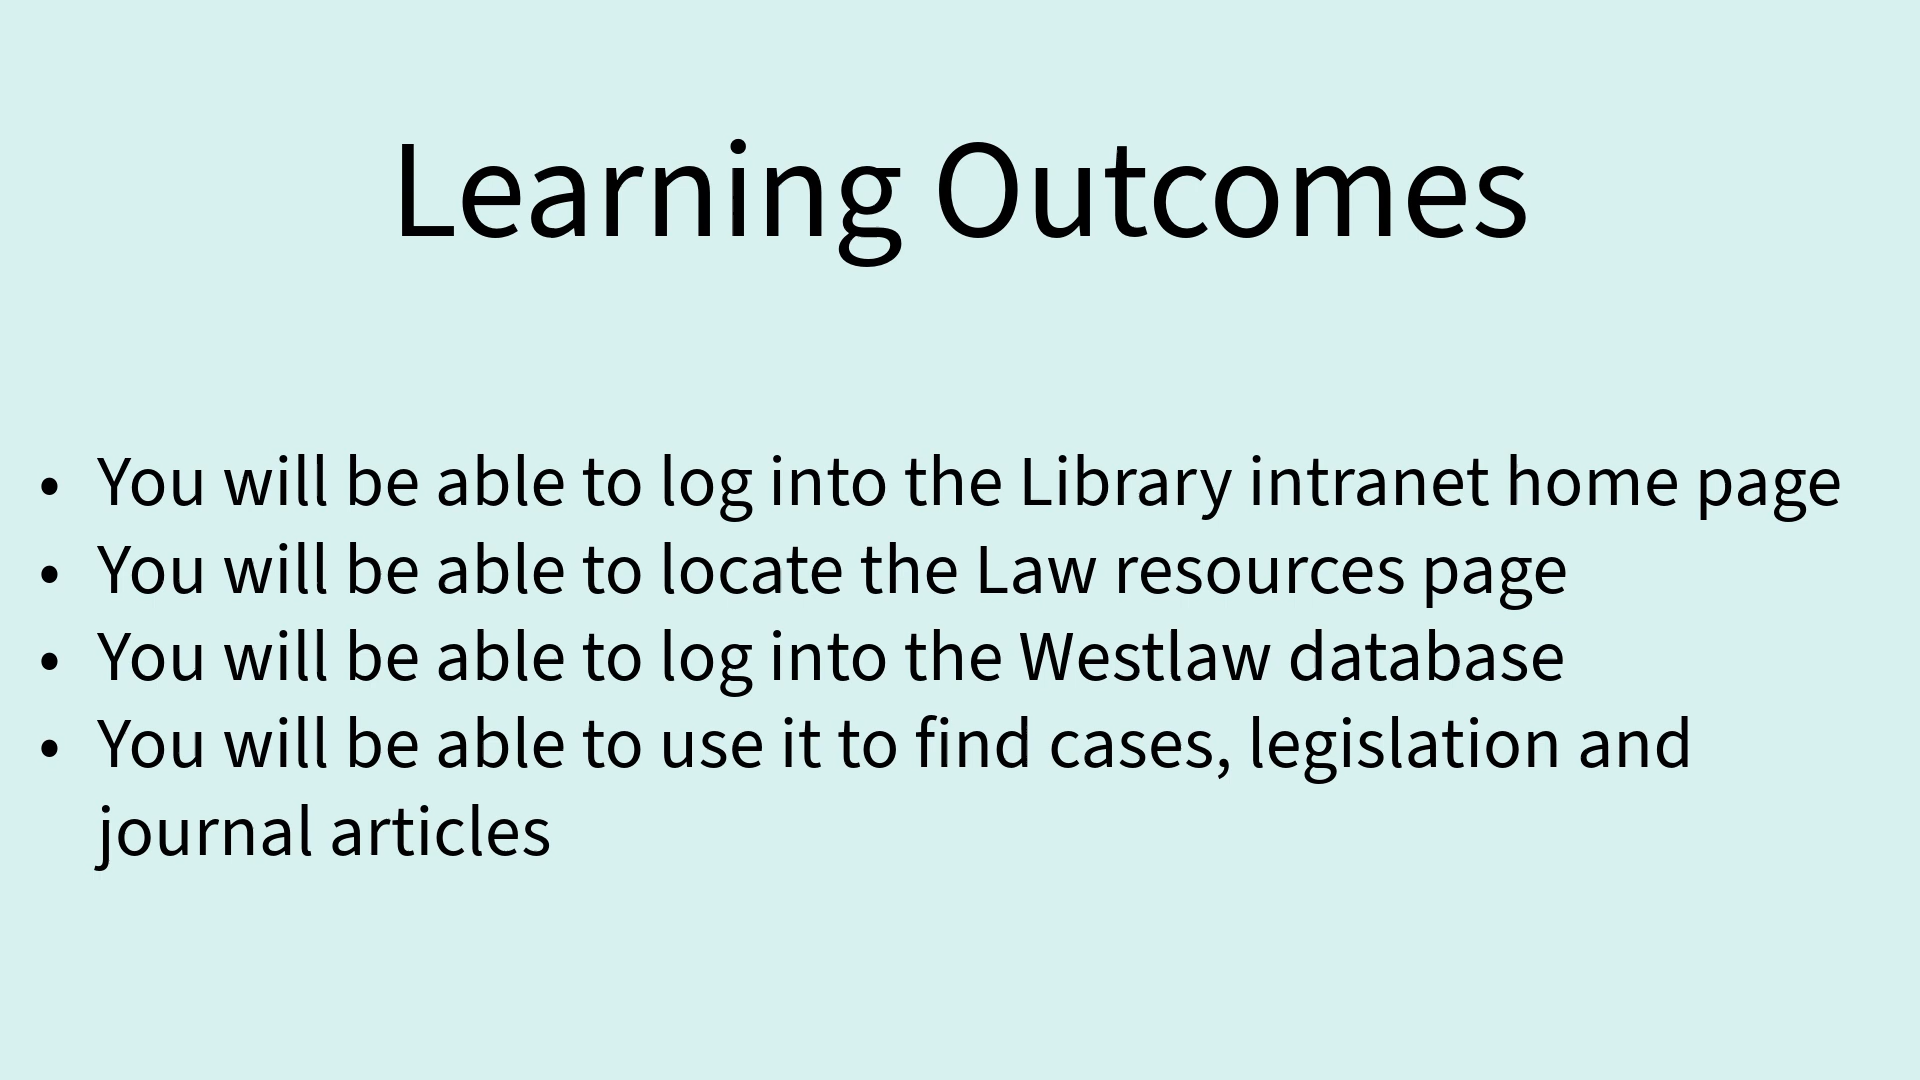 Learning Outcomes
• You will be able to log into the Library intranet home page
• You will be able to locate the Law resources page
• You will be able to log into the Westlaw database
• You will be able to use it to find cases, legislation and
journal articles